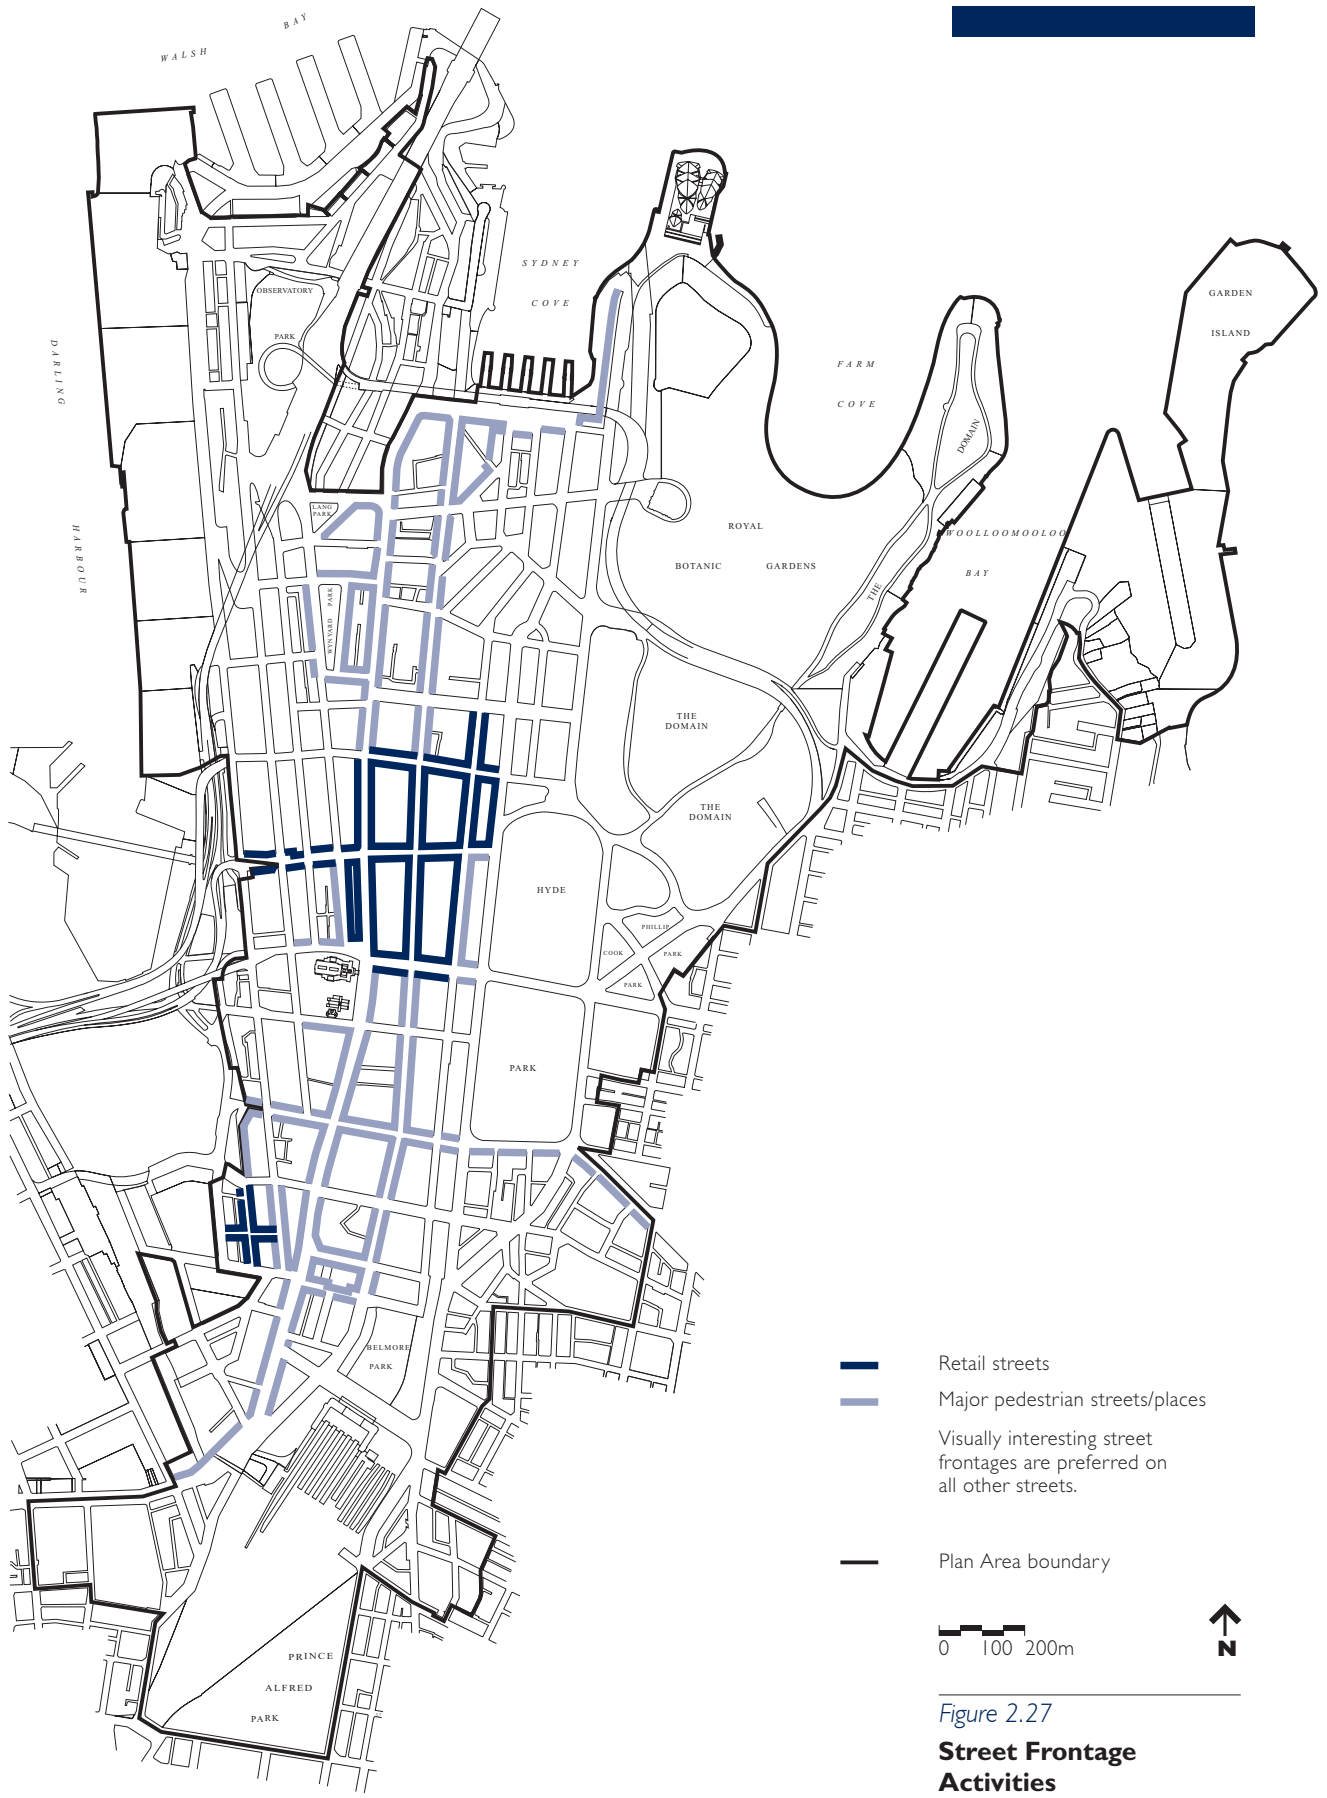 WALSH BAY
SYDNEY
COVE
OBSERVATORY
PARK
DARLING
HARBOUR
GARDEN
ISLAND
FARM
COVE
DOMAIN
THE
LANG
PARK
ROYAL
BOTANIC GARDENS
WOOLLOOMOOLOO
BAY
WYNYARD PARK
THE
DOMAIN
THE
DOMAIN
HYDE
PHILLIP
PARK
COOK
PARK
PARK
BELMORE
PARK
PRINCE
ALFRED
PARK
Retail streets
Major pedestrian streets/places
Visually interesting street
frontages are preferred on
all other streets.
Plan Area boundary
0 100 200m
N
Figure 2.27
Street Frontage
Activities